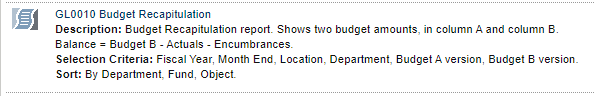 GL0010 Budget Recapitulation
Description: Budget Recapitulation report. Shows two budget amounts, in column A and column B.
Balance = Budget B - Actuals - Encumbrances.
Selection Criteria: Fiscal Year, Month End, Location, Department, Budget A version, Budget B version.
Sort: By Department, Fund, Object.